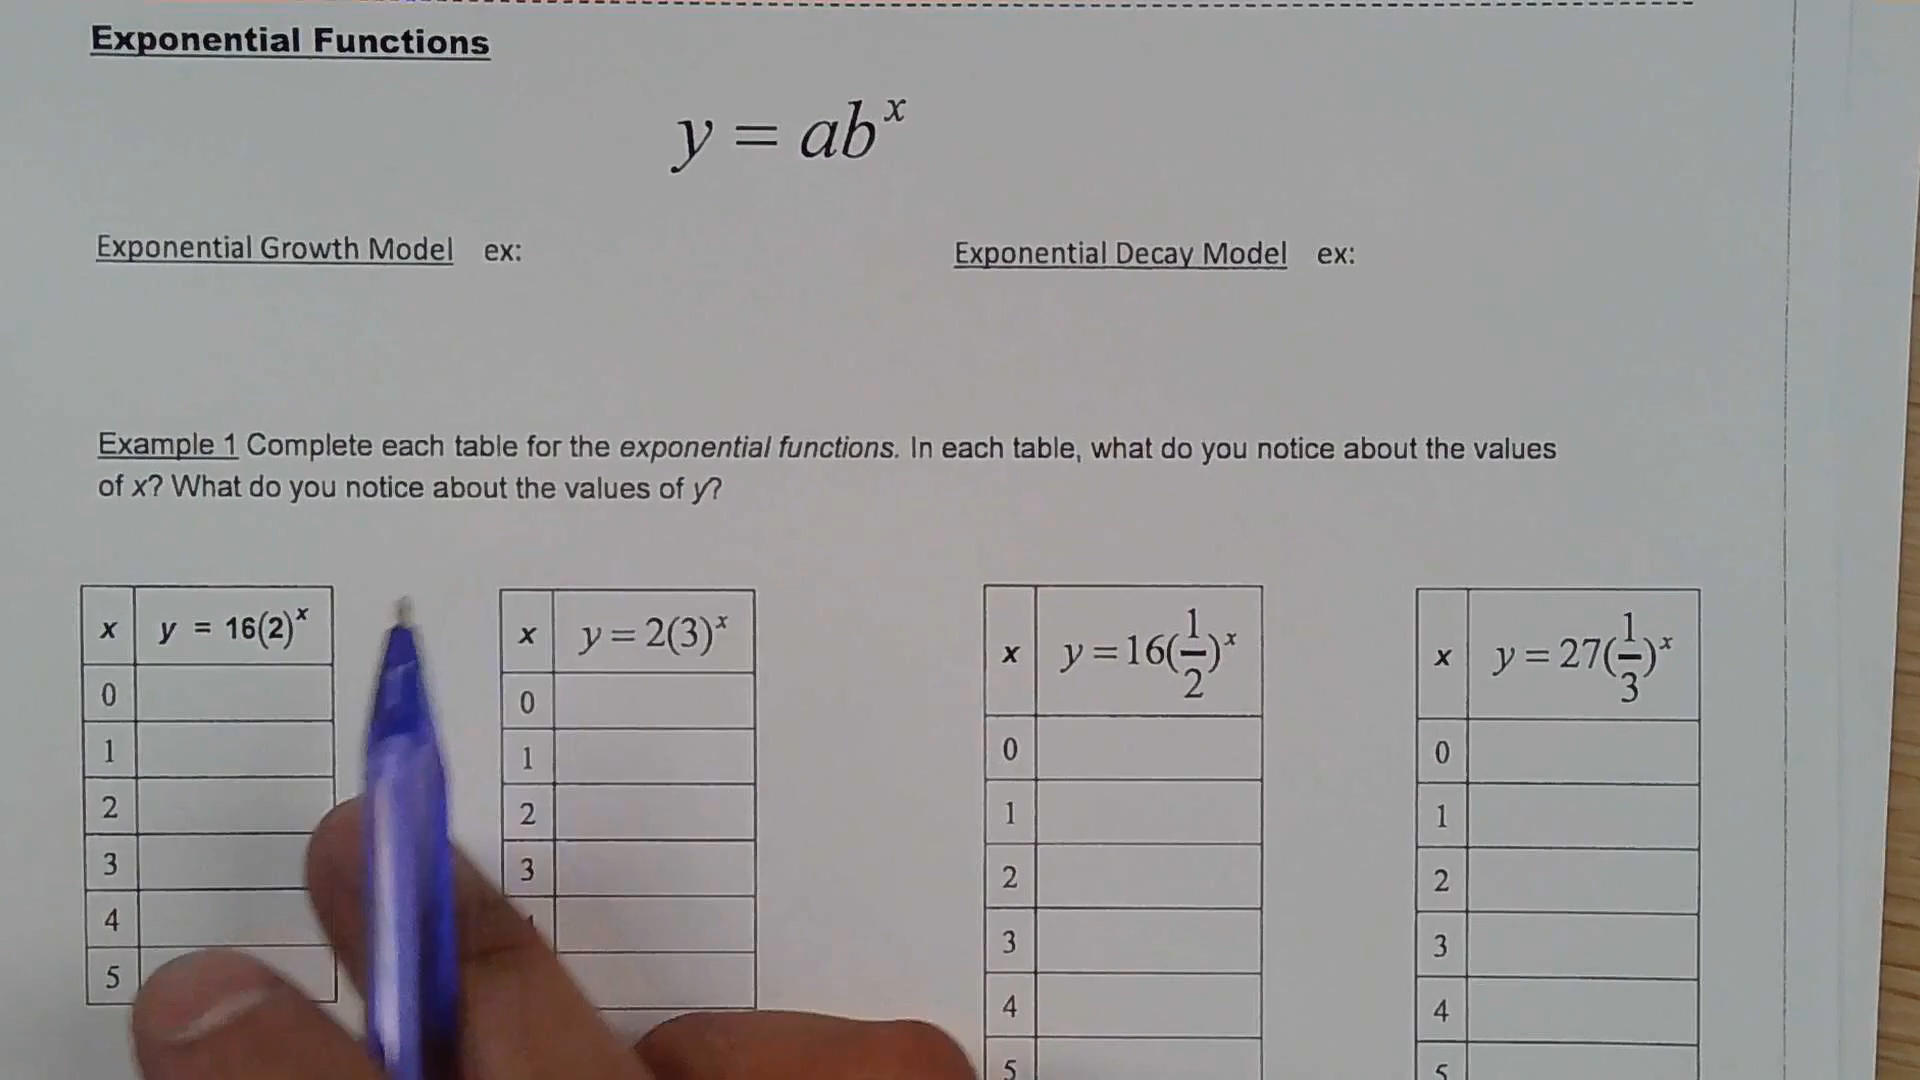 Exponential Functions
y = ab^x
Exponential Growth Model ex:
Exponential Decay Model ex:
Example 1 Complete each table for the exponential functions. In each table, what do you notice about the values
of x? What do you notice about the values of y?
x y = 16(2)^x
0
1
2
3
4
5
x y = 2(3)^x
0
1
2
3
x y = 16(1/2)^x
0
1
2
3
4
5
x y = 27(1/3)^x
0
1
2
3
4
5